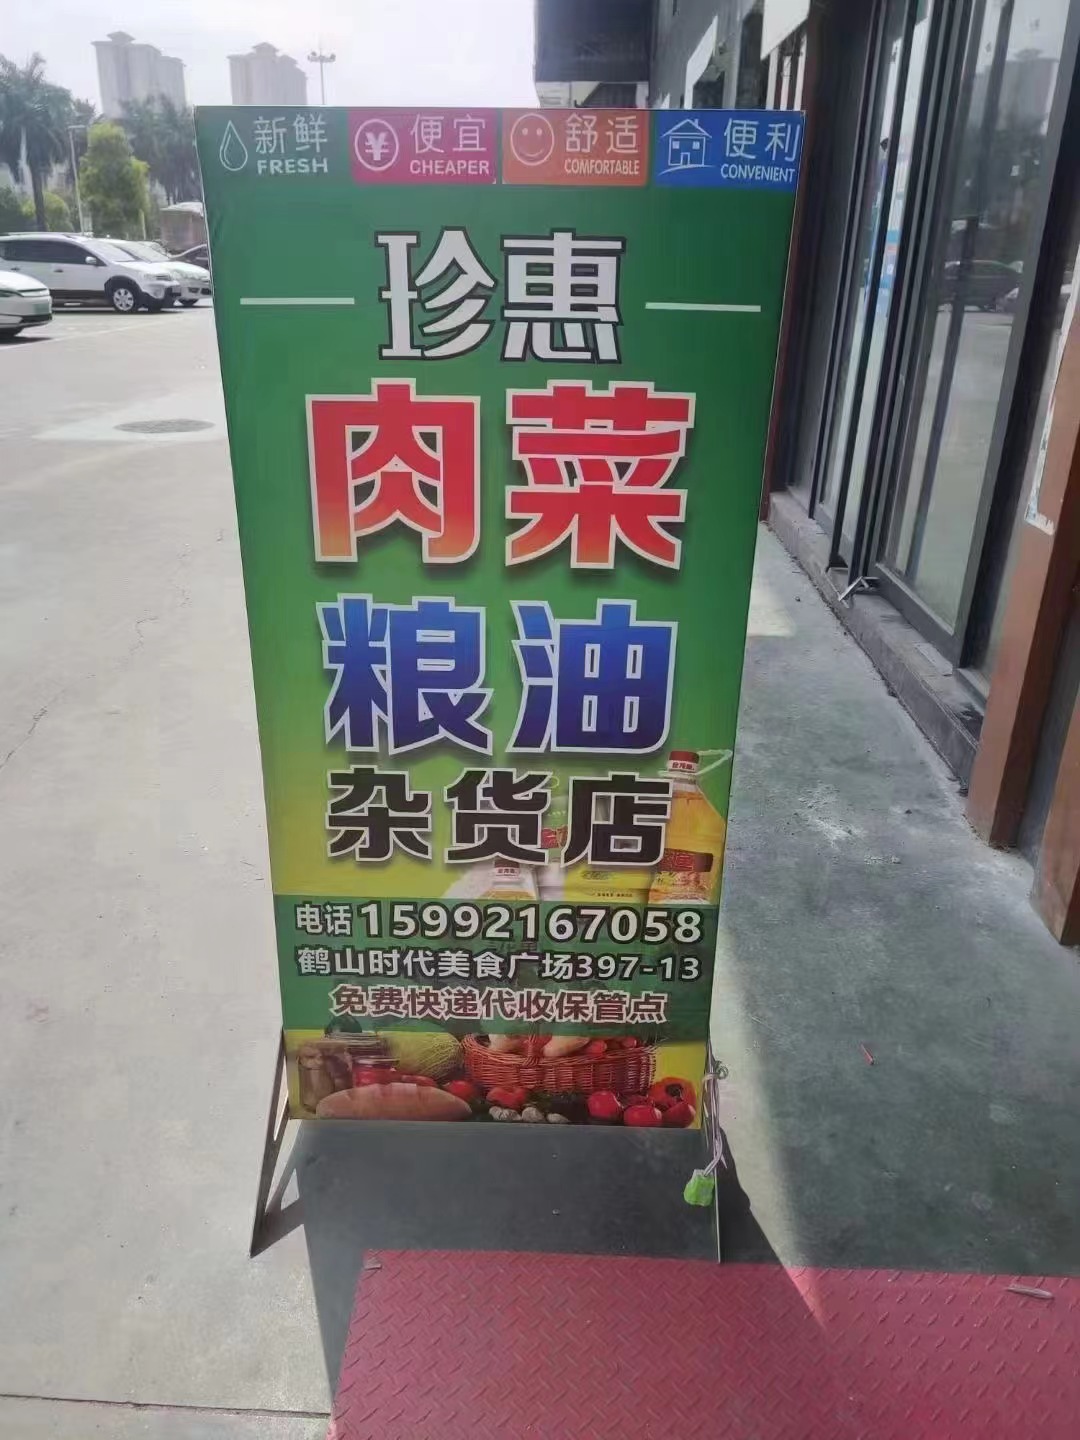 新鲜 便宜 舒适 便利
FRESH CHEAPER COMFORTABLE CONVENIENT
珍惠
肉菜
粮油
杂货店
电话15992167058
鹤山时代美食广场397-13
免费快递代收保管点